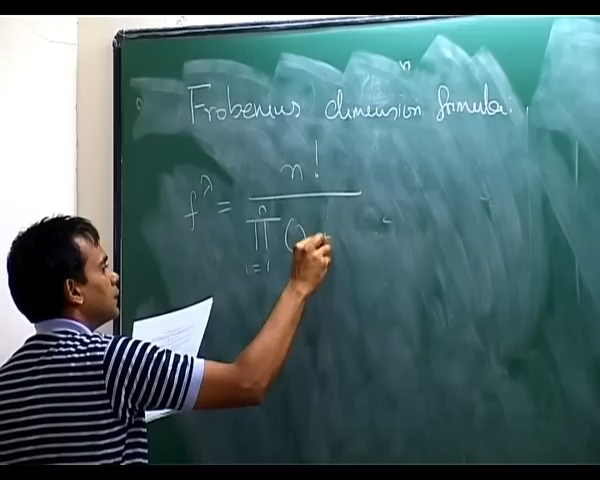 n
Frobenius dimension formula.
f^λ = n! / ∏_{i=1}^{n} (λ